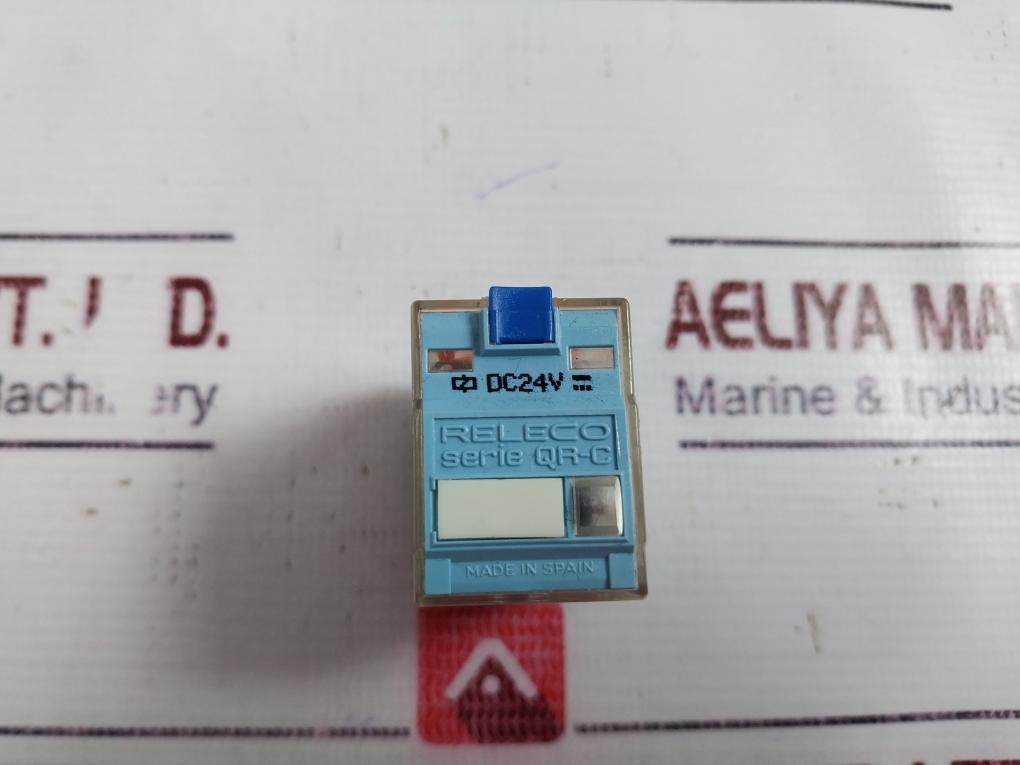 T. D.
AELIYA MA
Marine & Indus
DC24V
RELECO
serie QR-C
MADE IN SPAIN